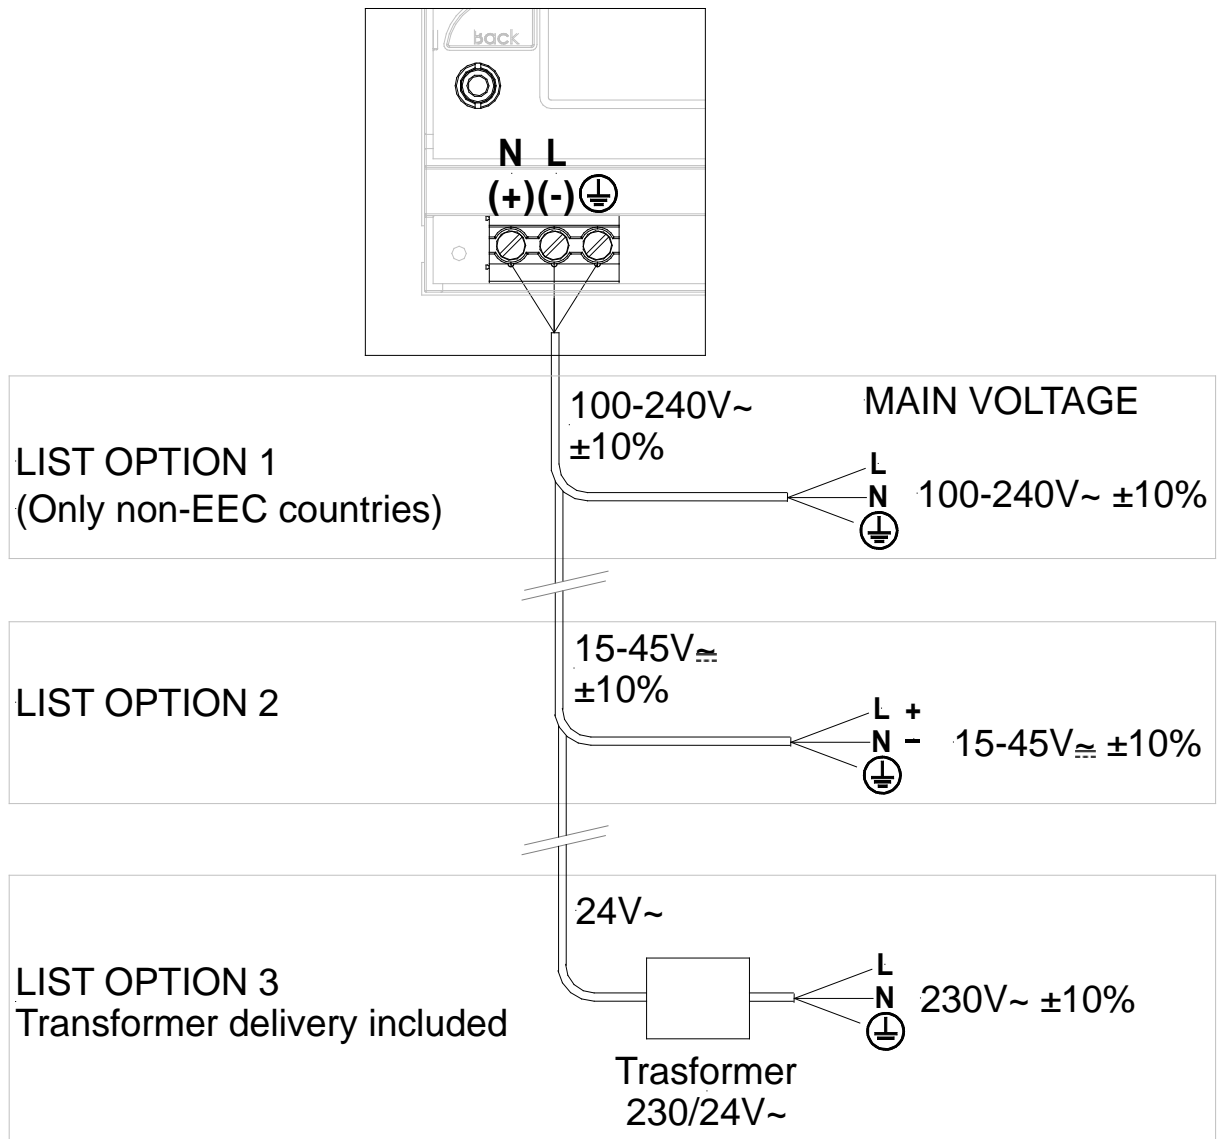 Back
N L
(+)(-)
100-240V~
±10%
MAIN VOLTAGE
LIST OPTION 1
(Only non-EEC countries)
L
N
100-240V~ ±10%
15-45V⎓
±10%
LIST OPTION 2
L +
N -
15-45V⎓ ±10%
24V~
LIST OPTION 3
Transformer delivery included
L
N
230V~ ±10%
Trasformer
230/24V~